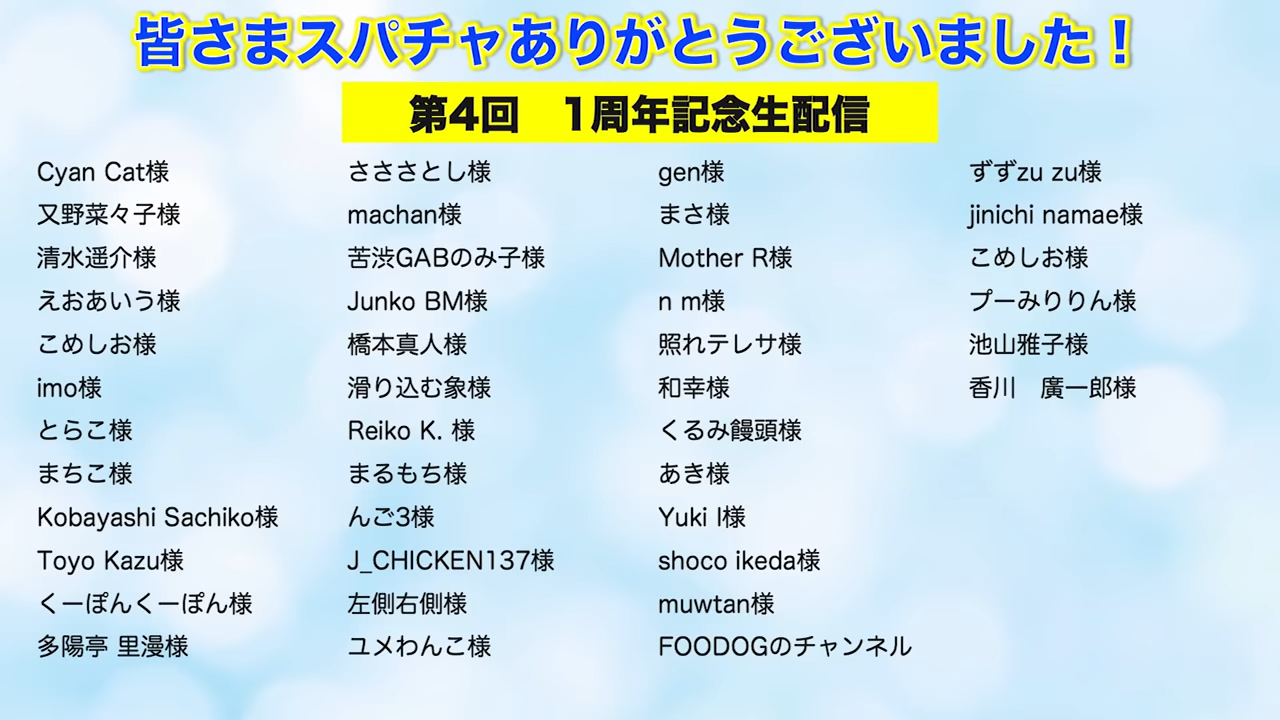 皆さまスパチャありがとうございました！
第4回　1周年記念生配信
Cyan Cat様
又野菜々子様
清水遥介様
えおあいう様
こめしお様
imo様
とらこ様
まちこ様
Kobayashi Sachiko様
Toyo Kazu様
くーぽんくーぽん様
多陽亭 里漫様
さささとし様
machan様
苦渋GABのみ子様
Junko BM様
橋本真人様
滑り込む象様
Reiko K. 様
まるもち様
んご3様
J_CHICKEN137様
左側右側様
ユメわんこ様
gen様
まさ様
Mother R様
n m様
照れテレサ様
和幸様
くるみ饅頭様
あき様
Yuki I様
shoco ikeda様
muwtan様
FOODOGのチャンネル
ずずzu zu様
jinichi namae様
こめしお様
プーみりりん様
池山雅子様
香川　廣一郎様